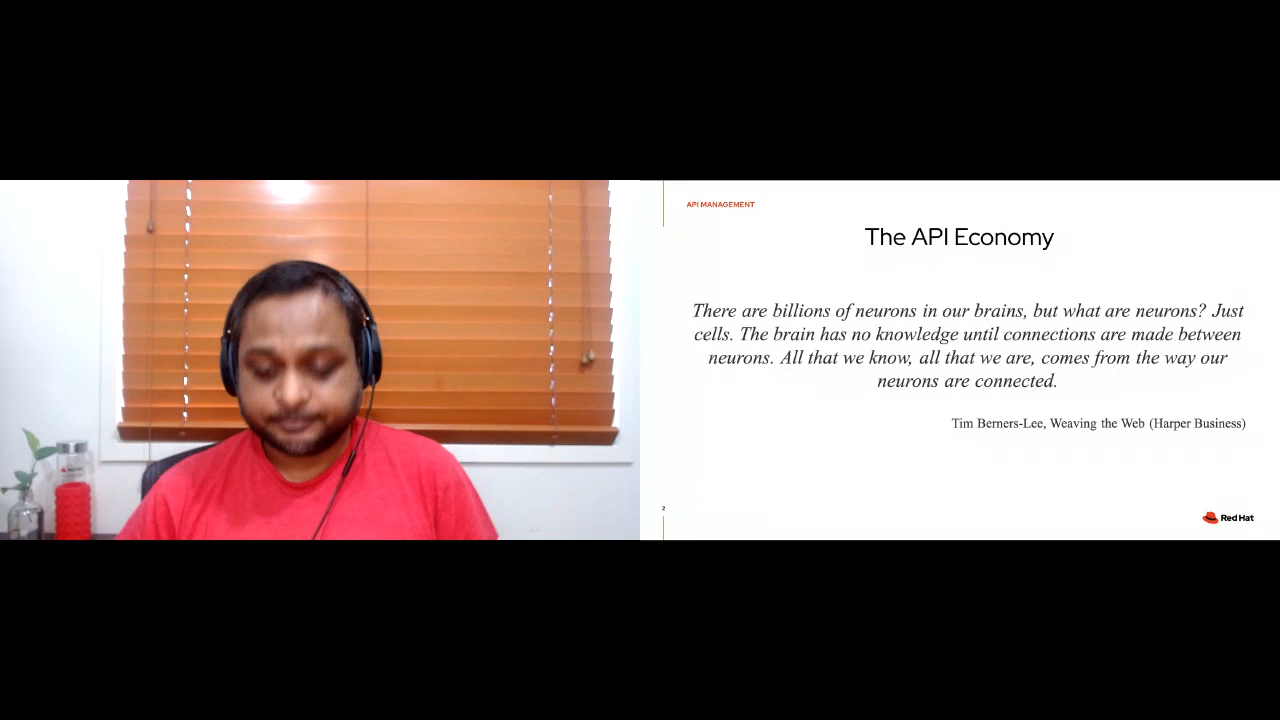 API MANAGEMENT
The API Economy
There are billions of neurons in our brains, but what are neurons? Just
cells. The brain has no knowledge until connections are made between
neurons. All that we know, all that we are, comes from the way our
neurons are connected.
Tim Berners-Lee, Weaving the Web (Harper Business)
2
Red Hat